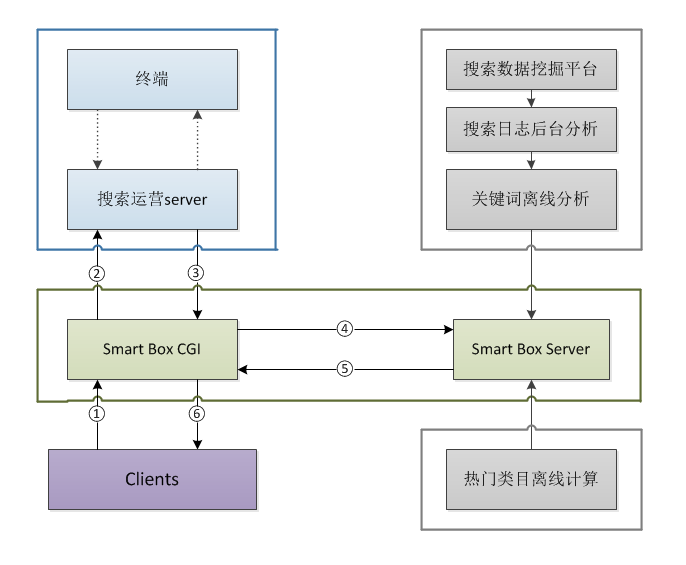 终端
搜索运营server
搜索数据挖掘平台
搜索日志后台分析
关键词离线分析
②
③
Smart Box CGI
④
⑤
Smart Box Server
①
⑥
Clients
热门类目离线计算